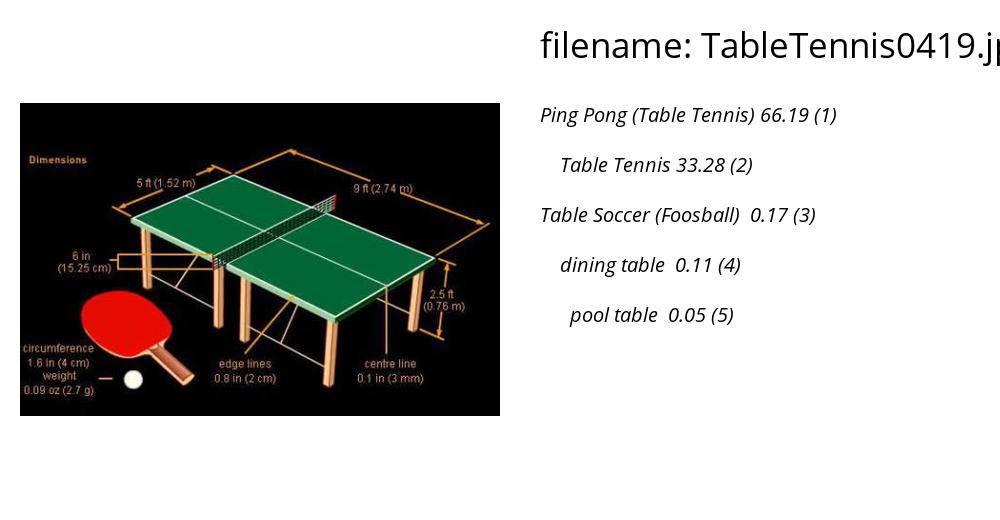 filename: TableTennis0419.jp
Ping Pong (Table Tennis) 66.19 (1)
Table Tennis 33.28 (2)
Table Soccer (Foosball) 0.17 (3)
dining table 0.11 (4)
pool table 0.05 (5)
Dimensions
5 ft (1.52 m)
9 ft (2.74 m)
6 in
(15.25 cm)
2.5 ft
(0.76 m)
circumference
1.6 in (4 cm)
weight
0.09 oz (2.7 g)
edge lines
0.8 in (2 cm)
centre line
0.1 in (3 mm)